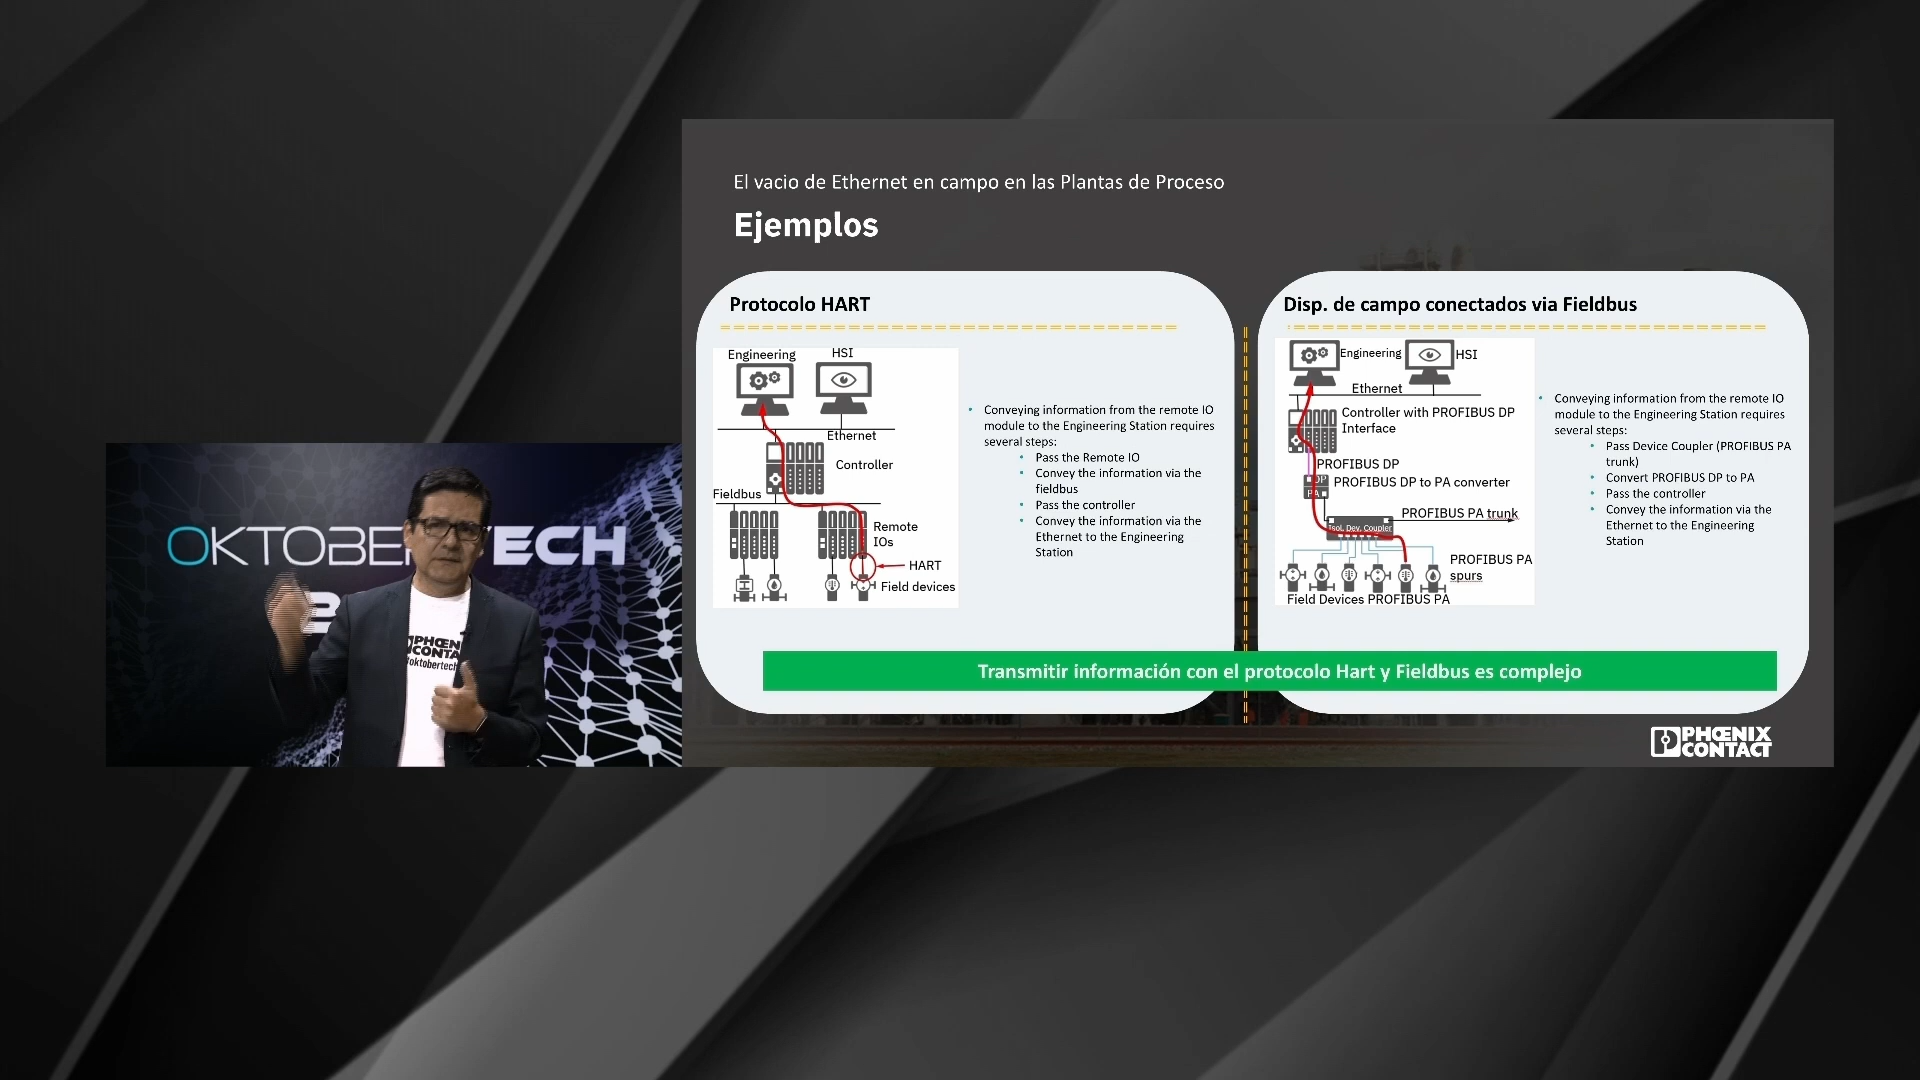 El vacio de Ethernet en campo en las Plantas de Proceso
Ejemplos
Protocolo HART
Engineering
HSI
Ethernet
Controller
Fieldbus
Remote
IOs
HART
Field devices
• Conveying information from the remote IO
module to the Engineering Station requires
several steps:
• Pass the Remote IO
• Convey the information via the
fieldbus
• Pass the controller
• Convey the information via the
Ethernet to the Engineering
Station
Disp. de campo conectados via Fieldbus
Engineering
HSI
Ethernet
Controller with PROFIBUS DP
Interface
PROFIBUS DP
DP
PA
PROFIBUS DP to PA converter
PROFIBUS PA trunk
Isol. Dev. Coupler
PROFIBUS PA
spurs
Field Devices PROFIBUS PA
• Conveying information from the remote IO
module to the Engineering Station requires
several steps:
• Pass Device Coupler (PROFIBUS PA
trunk)
• Convert PROFIBUS DP to PA
• Pass the controller
• Convey the information via the
Ethernet to the Engineering
Station
Transmitir información con el protocolo Hart y Fieldbus es complejo
PHŒNIX
CONTACT
OKTOBE ECH
PHŒNIX
CONTA
#oktobertech